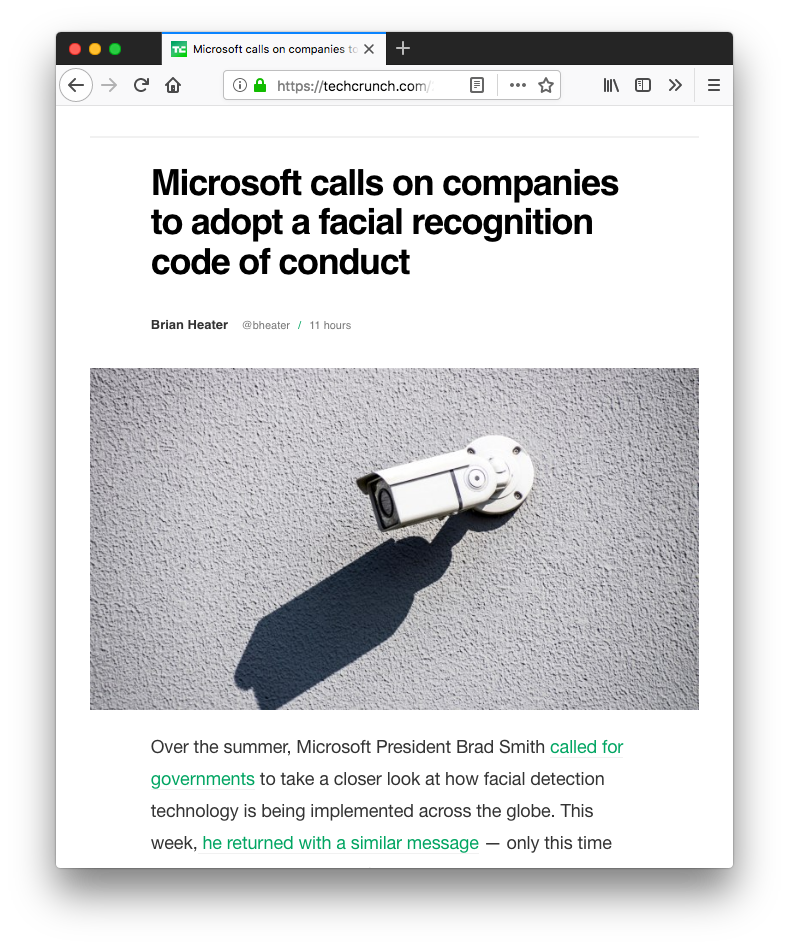 TC Microsoft calls on companies to
https://techcrunch.com/
Microsoft calls on companies
to adopt a facial recognition
code of conduct
Brian Heater @bheater / 11 hours
Over the summer, Microsoft President Brad Smith called for
governments to take a closer look at how facial detection
technology is being implemented across the globe. This
week, he returned with a similar message — only this time